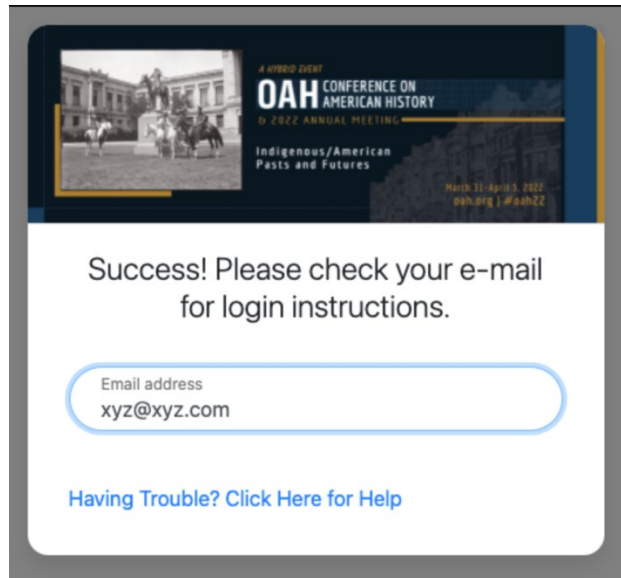 A HYBRID EVENT
OAH CONFERENCE ON
AMERICAN HISTORY
& 2022 ANNUAL MEETING
Indigenous/American
Pasts and Futures
March 31-April 3, 2022
oah.org | #oah22
Success! Please check your e-mail
for login instructions.
Email address
xyz@xyz.com
Having Trouble? Click Here for Help